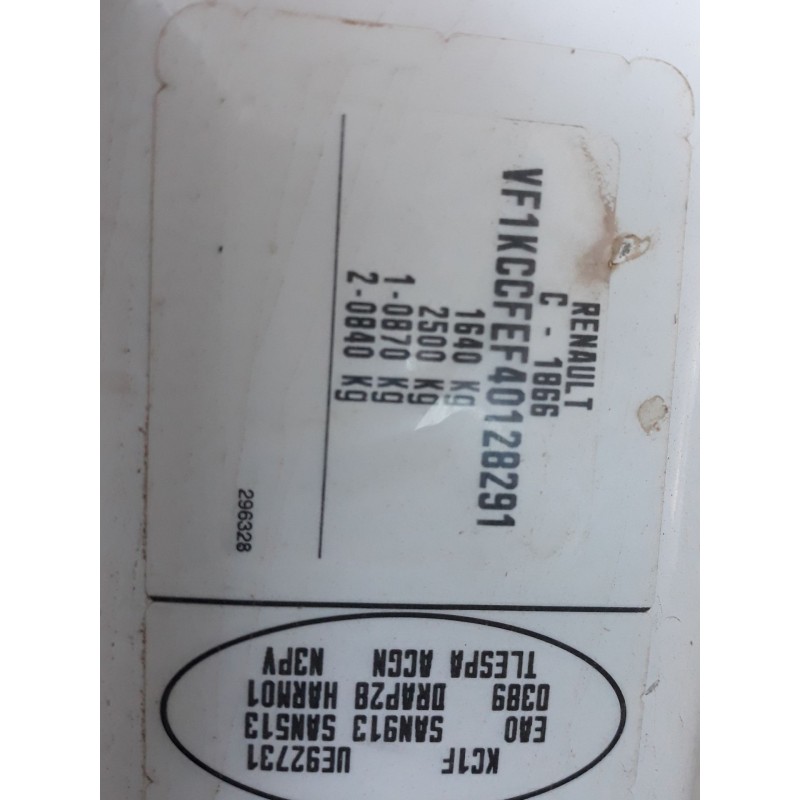 RENAULT
C - 1866
VF1KCCFEF40128291
1640 Kg
2500 Kg
1-0870 Kg
2-0840 Kg
296328
KC1F UE92731
EA0 SAN913 SAN513
0389 DRAP28 HARM01
TLESPA ACGN N3PV